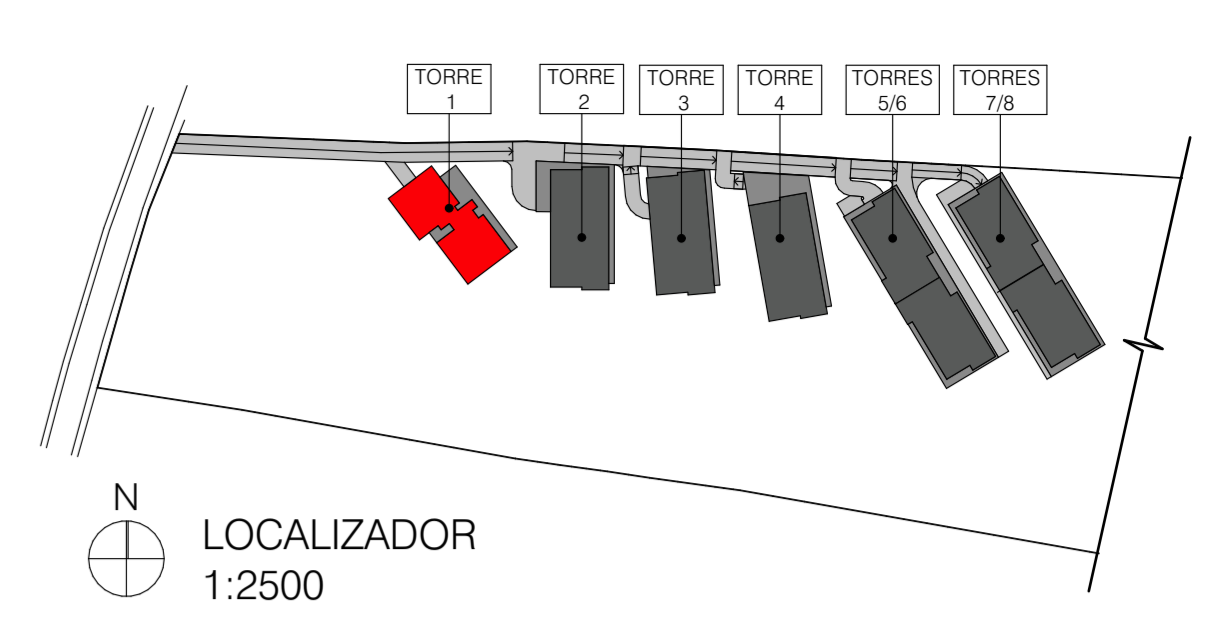 TORRE
1
TORRE
2
TORRE
3
TORRE
4
TORRES
5/6
TORRES
7/8
N
LOCALIZADOR
1:2500